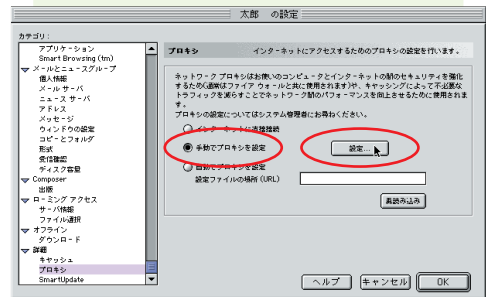 太郎 の設定
カテゴリ:
アプリケーション
Smart Browsing (tm)
メールとニュースグループ
個人情報
メール サーバ
ニュース サーバ
アドレス
メッセージ
ウィンドウの設定
コピーとフォルダ
形式
受信確認
ディスク容量
Composer
出版
ローミング アクセス
サーバ情報
ファイル選択
オフライン
ダウンロード
詳細
キャッシュ
プロキシ
SmartUpdate
プロキシ インターネットにアクセスするためのプロキシの設定を行います。
ネットワーク プロキシはお使いのコンピュータとインターネットの間のセキュリティを強化
するため(通常はファイア ウォールと共に使用されます)や、キャッシングによって不必要な
トラフィックを減らすことでネットワーク間のパフォーマンスを向上させるために使用されま
す。
プロキシの設定についてはシステム管理者にお尋ねください。
インターネットに直接接続
手動でプロキシを設定 設定...
自動でプロキシを設定
設定ファイルの場所 (URL)
再読み込み
ヘルプ キャンセル OK